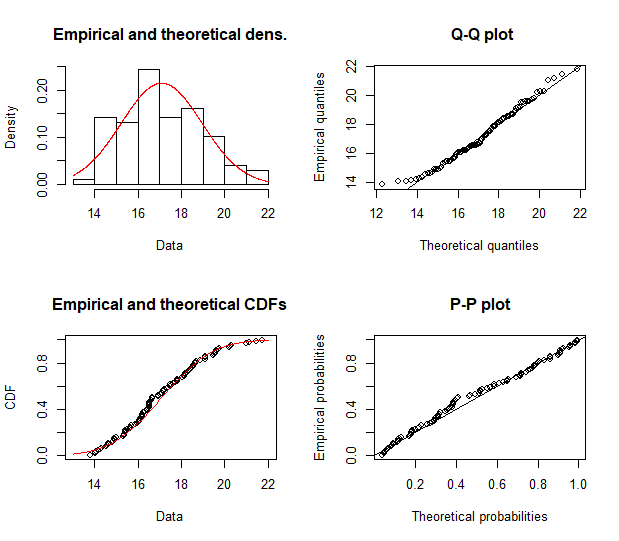 Empirical and theoretical dens.
Density
0.00 0.10 0.20
14 16 18 20 22
Data
Q-Q plot
Empirical quantiles
14 16 18 20 22
12 14 16 18 20 22
Theoretical quantiles
Empirical and theoretical CDFs
CDF
0.0 0.4 0.8
14 16 18 20 22
Data
P-P plot
Empirical probabilities
0.0 0.4 0.8
0.2 0.4 0.6 0.8 1.0
Theoretical probabilities